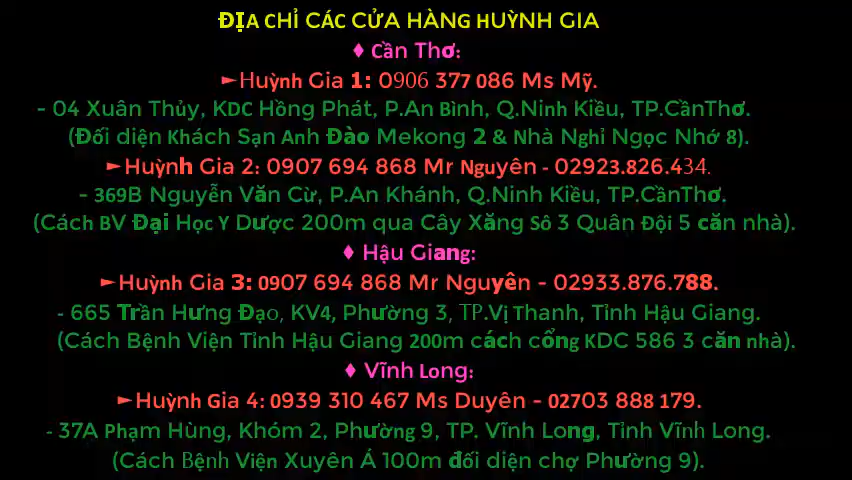 ĐỊA CHỈ CÁC CỬA HÀNG HUỲNH GIA
♦ Cần Thơ:
►Huỳnh Gia 1: 0906 377 086 Ms Mỹ.
- 04 Xuân Thủy, KDC Hồng Phát, P.An Bình, Q.Ninh Kiều, TP.CầnThơ.
(Đối diện Khách Sạn Anh Đào Mekong 2 & Nhà Nghỉ Ngọc Nhớ 8).
►Huỳnh Gia 2: 0907 694 868 Mr Nguyên - 02923.826.434.
- 369B Nguyễn Văn Cừ, P.An Khánh, Q.Ninh Kiều, TP.CầnThơ.
(Cách BV Đại Học Y Dược 200m qua Cây Xăng Số 3 Quân Đội 5 căn nhà).
♦ Hậu Giang:
►Huỳnh Gia 3: 0907 694 868 Mr Nguyên - 02933.876.788.
- 665 Trần Hưng Đạo, KV4, Phường 3, TP.Vị Thanh, Tỉnh Hậu Giang.
(Cách Bệnh Viện Tỉnh Hậu Giang 200m cách cổng KDC 586 3 căn nhà).
♦ Vĩnh Long:
►Huỳnh Gia 4: 0939 310 467 Ms Duyên - 02703 888 179.
- 37A Phạm Hùng, Khóm 2, Phường 9, TP. Vĩnh Long, Tỉnh Vĩnh Long.
(Cách Bệnh Viện Xuyên Á 100m đối diện chợ Phường 9).